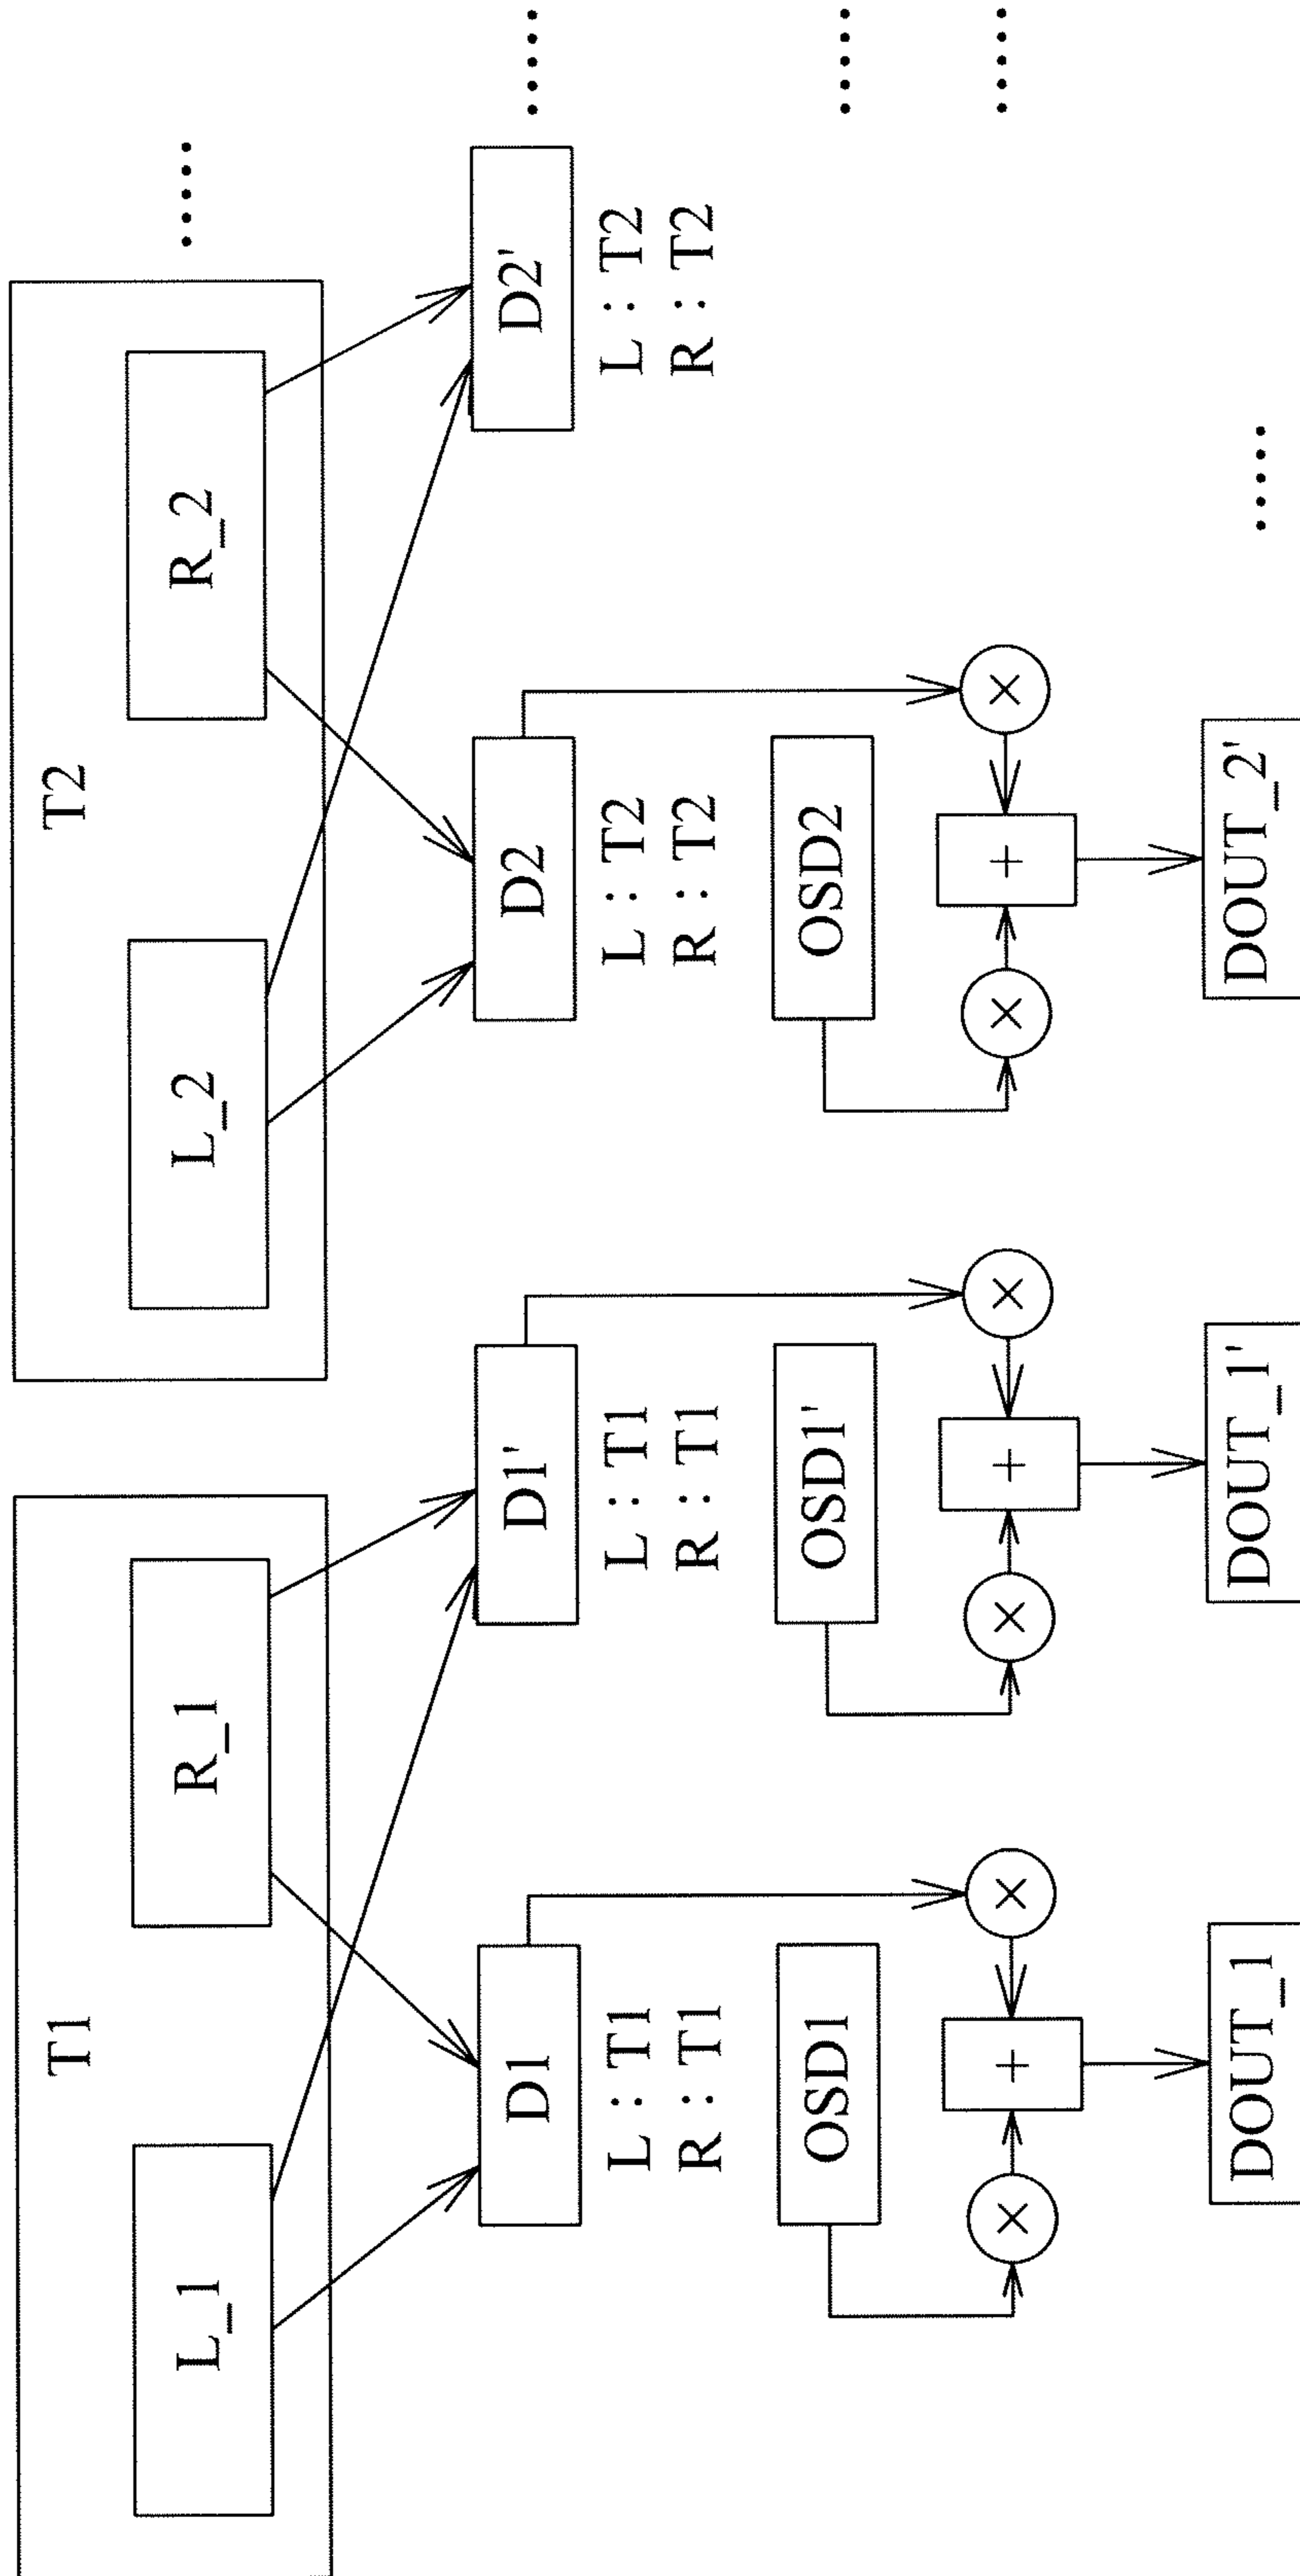 T1
T2
L_1
R_1
L_2
R_2
.....
D1
D1'
D2
D2'
.....
L : T1
R : T1
L : T1
R : T1
L : T2
R : T2
L : T2
R : T2
OSD1
OSD1'
OSD2
.....
×
+
×
×
+
×
×
+
×
.....
DOUT_1
DOUT_1'
DOUT_2'
.....